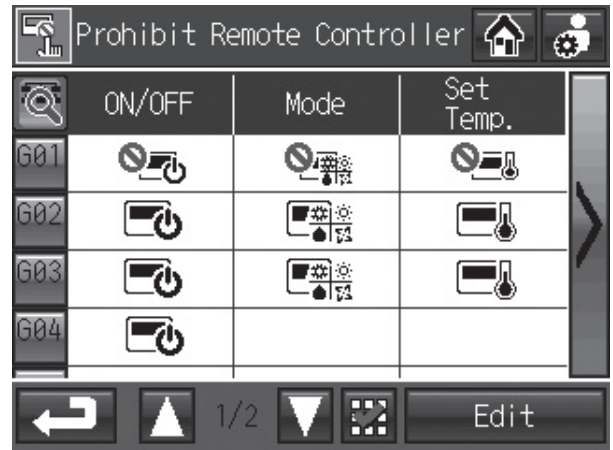 Prohibit Remote Controller
ON/OFF
Mode
Set
Temp.
G01
G02
G03
G04
1/2
Edit